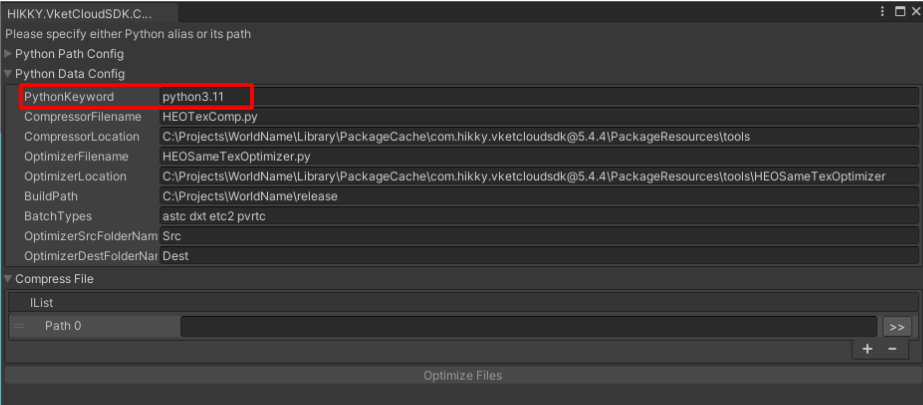 HIKKY.VketCloudSDK.C...
Please specify either Python alias or its path
Python Path Config
Python Data Config
PythonKeyword python3.11
CompressorFilename HEOTexComp.py
CompressorLocation C:\Projects\WorldName\Library\PackageCache\com.hikky.vketcloudsdk@5.4.4\PackageResources\tools
OptimizerFilename HEOSameTexOptimizer.py
OptimizerLocation C:\Projects\WorldName\Library\PackageCache\com.hikky.vketcloudsdk@5.4.4\PackageResources\tools\HEOSameTexOptimizer
BuildPath C:\Projects\WorldName\release
BatchTypes astc dxt etc2 pvrtc
OptimizerSrcFolderNam Src
OptimizerDestFolderNar Dest
Compress File
IList
Path 0 >>
+ -
Optimize Files